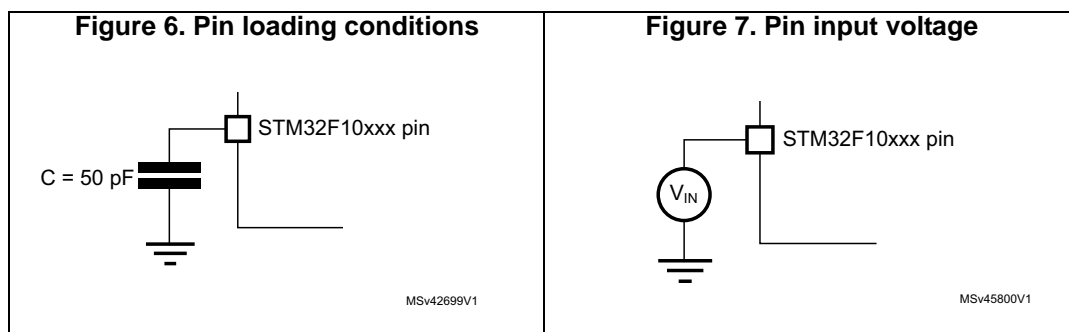 Figure 6. Pin loading conditions
Figure 7. Pin input voltage
STM32F10xxx pin
C = 50 pF
MSv42699V1
STM32F10xxx pin
VIN
MSv45800V1